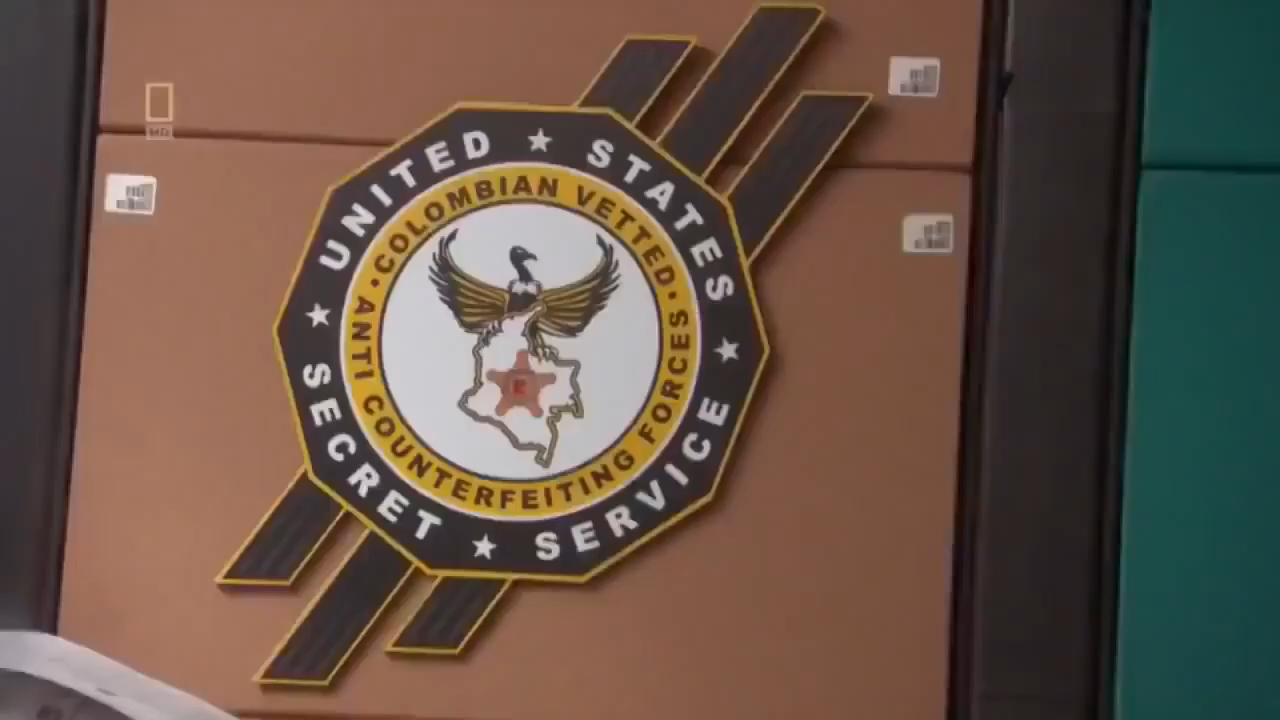 UNITED ★ STATES
★ SECRET ★ SERVICE ★
• COLOMBIAN VETTED •
ANTI COUNTERFEITING FORCES